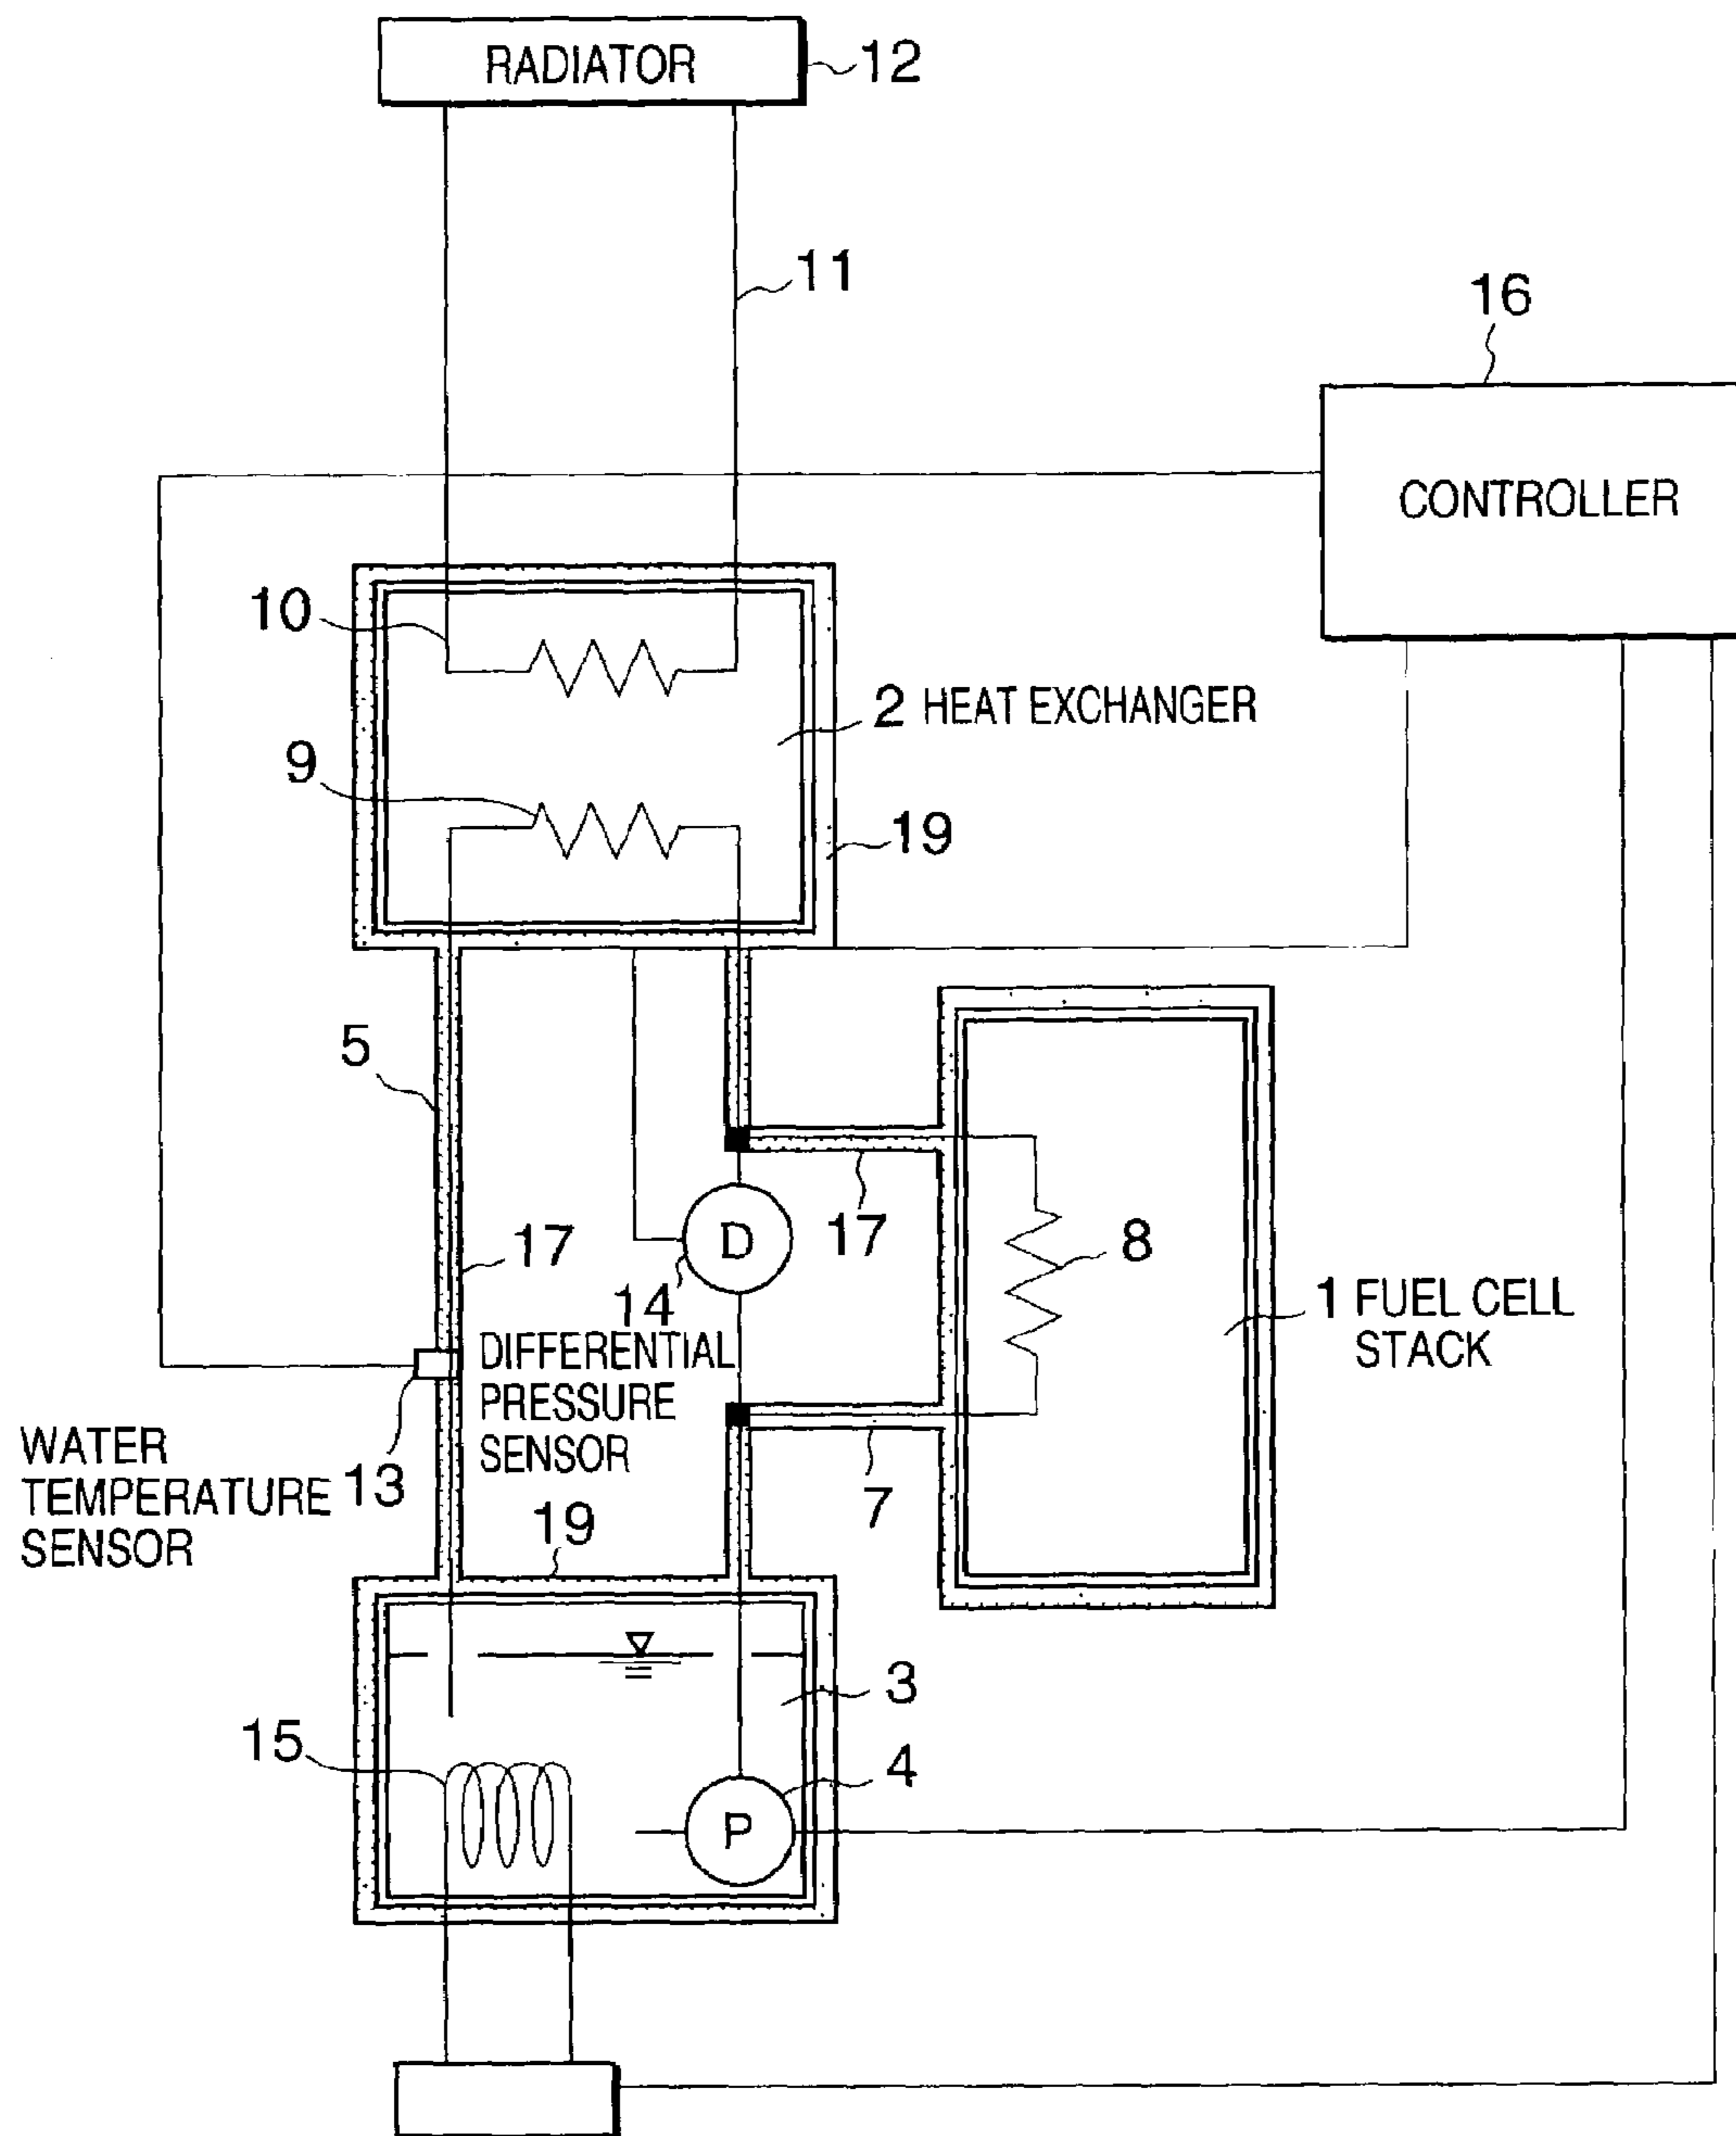 RADIATOR 12
11
16
CONTROLLER
10
2 HEAT EXCHANGER
9
19
5
17
17
8
14
DIFFERENTIAL
PRESSURE
SENSOR
1 FUEL CELL
STACK
D
WATER
TEMPERATURE 13
SENSOR
7
19
3
15
4
P